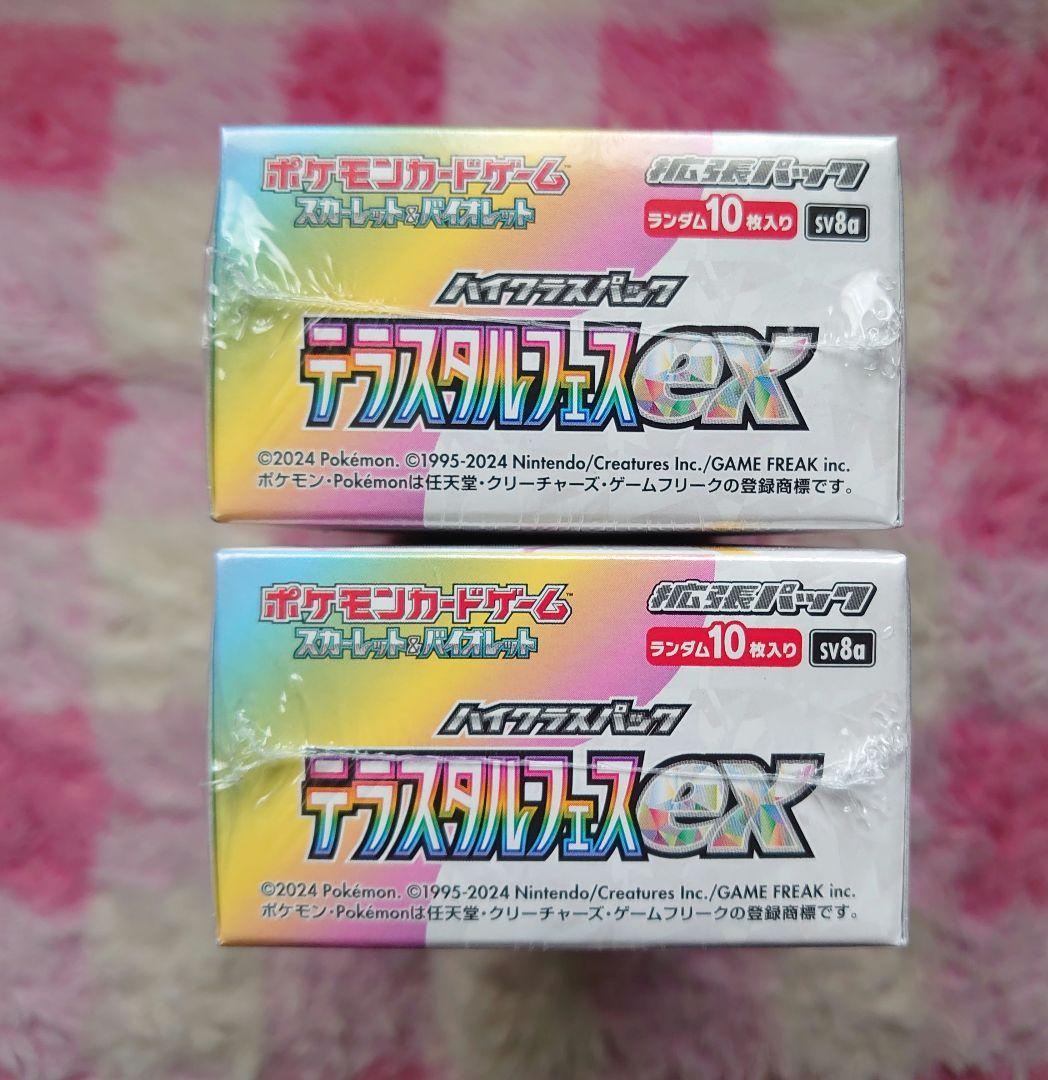 ポケモンカードゲーム™
スカーレット&バイオレット
拡張パック
ランダム10枚入り
SV8a
ハイクラスパック
テラスタルフェスex
©2024 Pokémon. ©1995-2024 Nintendo/Creatures Inc./GAME FREAK inc.
ポケモン・Pokémonは任天堂・クリーチャーズ・ゲームフリークの登録商標です。
ポケモンカードゲーム™
スカーレット&バイオレット
拡張パック
ランダム10枚入り
SV8a
ハイクラスパック
テラスタルフェスex
©2024 Pokémon. ©1995-2024 Nintendo/Creatures Inc./GAME FREAK inc.
ポケモン・Pokémonは任天堂・クリーチャーズ・ゲームフリークの登録商標です。